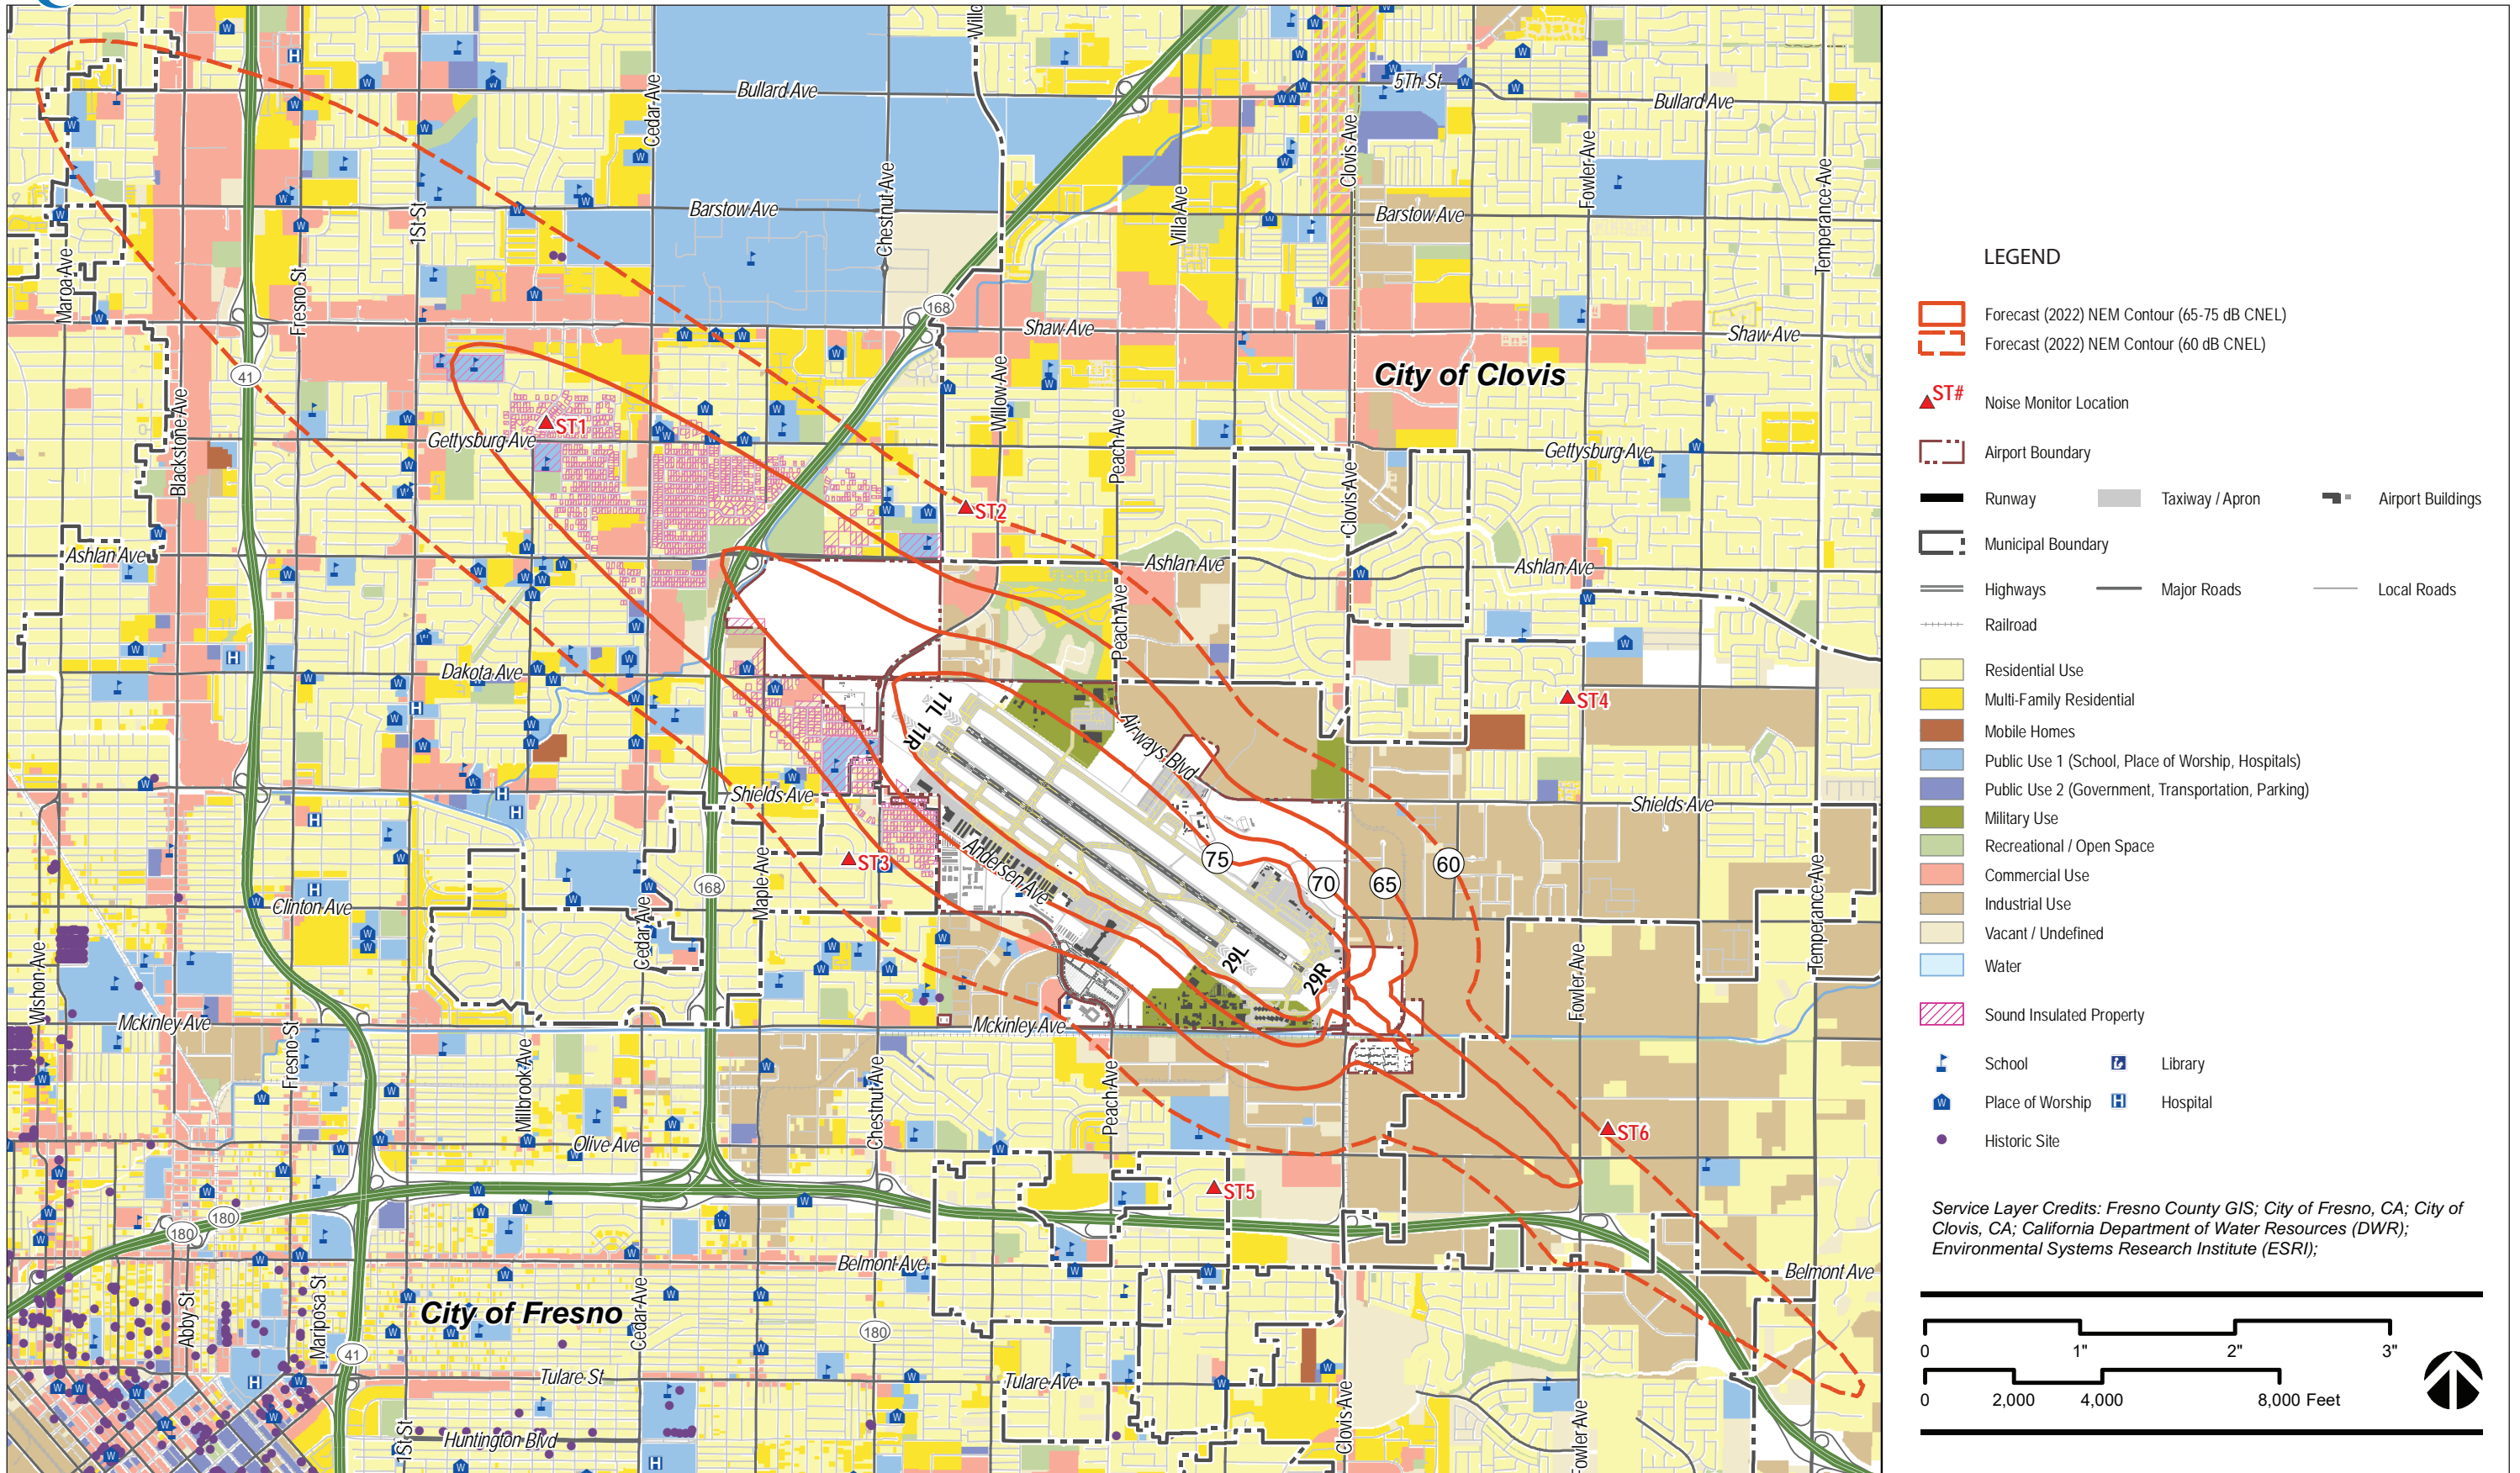 Bullard Ave
5Th St
Bullard Ave
Cedar Ave
Clovis Ave
Fowler Ave
Temperance Ave
Chestnut Ave
Villa Ave
Barstow Ave
Barstow Ave
1St St
Maroa Ave
Fresno St
168
Shaw Ave
Shaw Ave
41
City of Clovis
Willow Ave
Blackstone Ave
ST1
Gettysburg Ave
Peach Ave
Gettysburg Ave
Clovis Ave
ST2
Ashlan Ave
Ashlan Ave
Ashlan Ave
Peach Ave
Dakota Ave
11L
11R
Airways Blvd
ST4
Shields Ave
Shields Ave
ST3
Andersen Ave
75
70
65
60
168
Maple Ave
Clinton Ave
Cedar Ave
Temperance Ave
Wishon Ave
29L
29R
Fowler Ave
Mckinley Ave
Mckinley Ave
Fresno St
Millbrook Ave
Chestnut Ave
Peach Ave
Olive Ave
ST6
ST5
180
180
Belmont Ave
Belmont Ave
City of Fresno
Abby St
Mariposa St
Cedar Ave
180
41
Tulare St
Tulare Ave
1St St
Huntington Blvd
Clovis Ave
Fowler Ave
LEGEND
Forecast (2022) NEM Contour (65-75 dB CNEL)
Forecast (2022) NEM Contour (60 dB CNEL)
ST# Noise Monitor Location
Airport Boundary
Runway Taxiway / Apron Airport Buildings
Municipal Boundary
Highways Major Roads Local Roads
Railroad
Residential Use
Multi-Family Residential
Mobile Homes
Public Use 1 (School, Place of Worship, Hospitals)
Public Use 2 (Government, Transportation, Parking)
Military Use
Recreational / Open Space
Commercial Use
Industrial Use
Vacant / Undefined
Water
Sound Insulated Property
School Library
Place of Worship Hospital
Historic Site
Service Layer Credits: Fresno County GIS; City of Fresno, CA; City of
Clovis, CA; California Department of Water Resources (DWR);
Environmental Systems Research Institute (ESRI);
0 1" 2" 3"
0 2,000 4,000 8,000 Feet